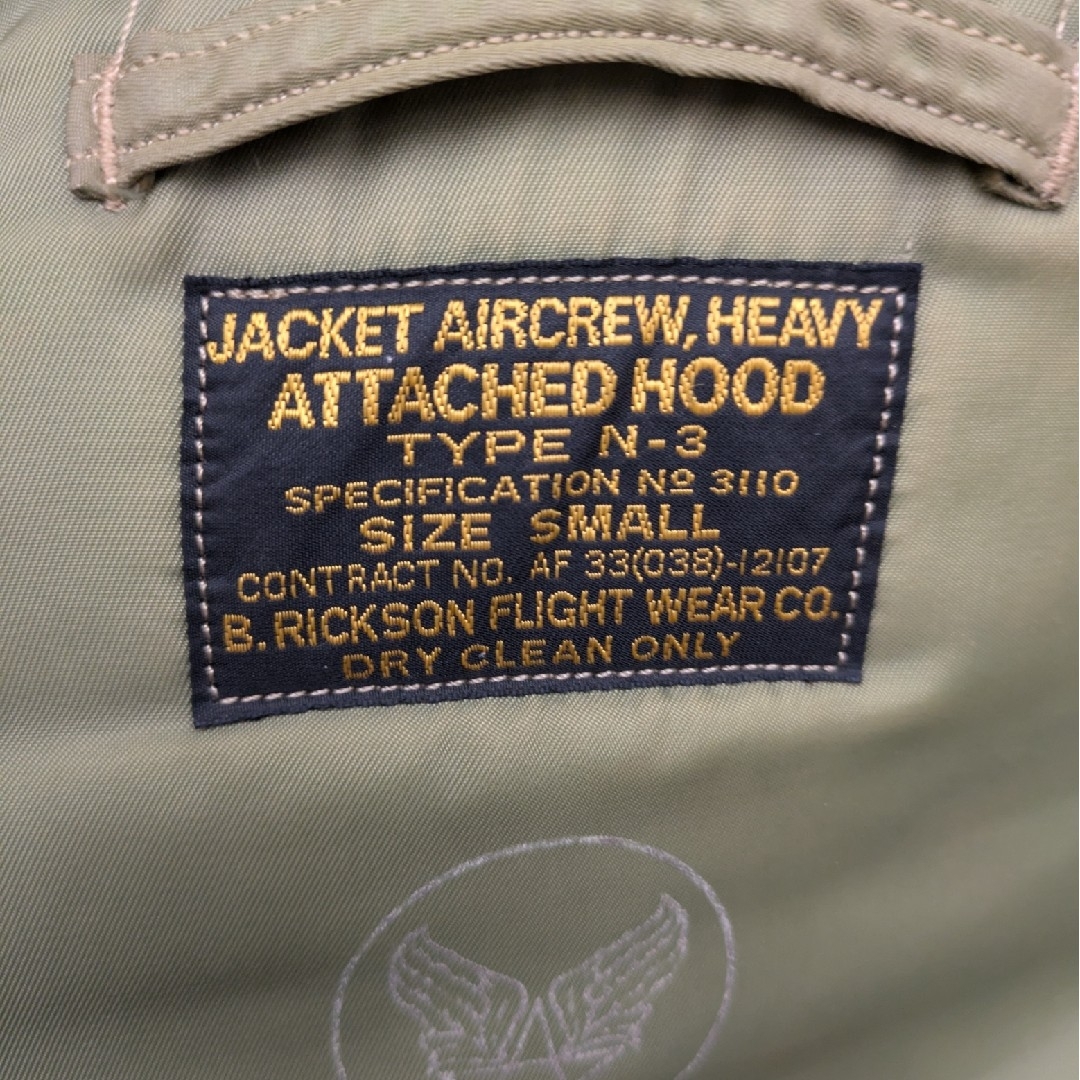 JACKET AIRCREW, HEAVY
ATTACHED HOOD
TYPE N-3
SPECIFICATION Nº 3110
SIZE SMALL
CONTRACT NO. AF 33(038)-12107
B. RICKSON FLIGHT WEAR CO.
DRY CLEAN ONLY